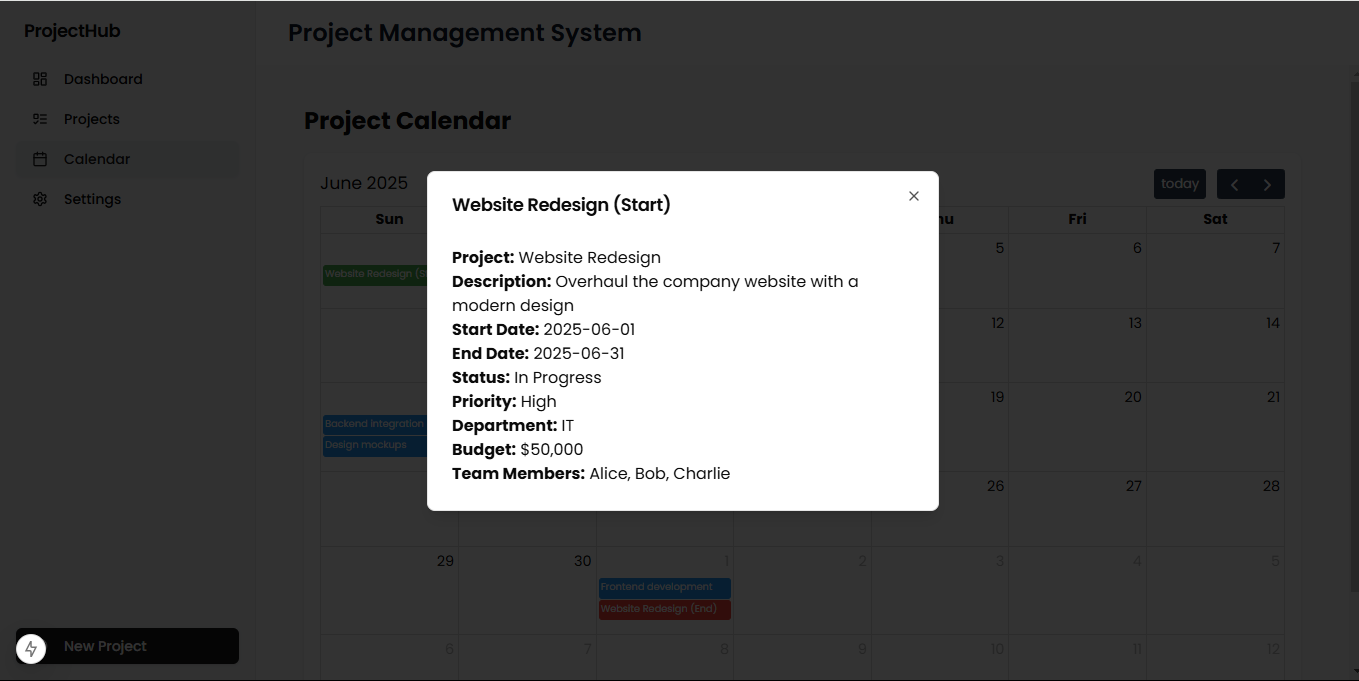 ProjectHub
Project Management System
Dashboard
Projects
Calendar
Settings
New Project
Project Calendar
June 2025
today
Sun
Fri
Sat
5
6
7
Website Redesign
12
13
14
19
20
21
Backend integration
Design mockups
26
27
28
29
30
1
2
3
4
5
Frontend development
Website Redesign (End)
6
7
8
9
10
11
12
Website Redesign (Start)
Project: Website Redesign
Description: Overhaul the company website with a
modern design
Start Date: 2025-06-01
End Date: 2025-06-31
Status: In Progress
Priority: High
Department: IT
Budget: $50,000
Team Members: Alice, Bob, Charlie